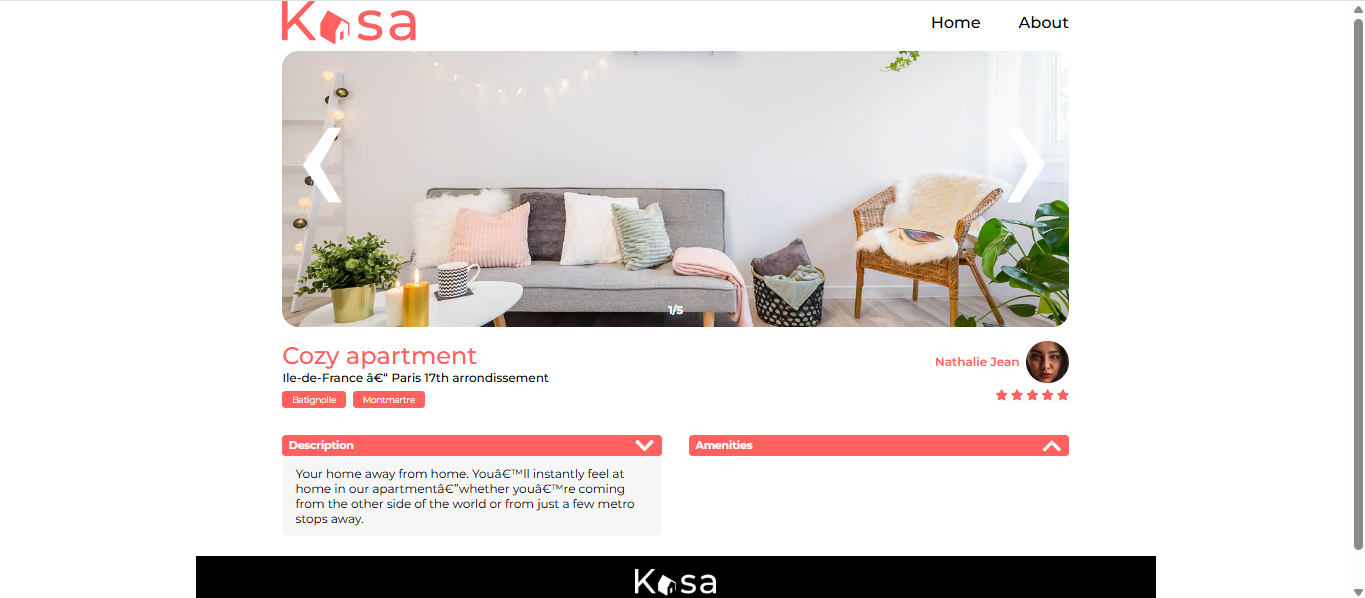 Kasa
Home
About
1/5
Cozy apartment
Nathalie Jean
Ile-de-France â€“ Paris 17th arrondissement
Batignolle
Montmartre
Description
Amenities
Your home away from home. Youâ€™ll instantly feel at
home in our apartmentâ€”whether youâ€™re coming
from the other side of the world or from just a few metro
stops away.
Kasa